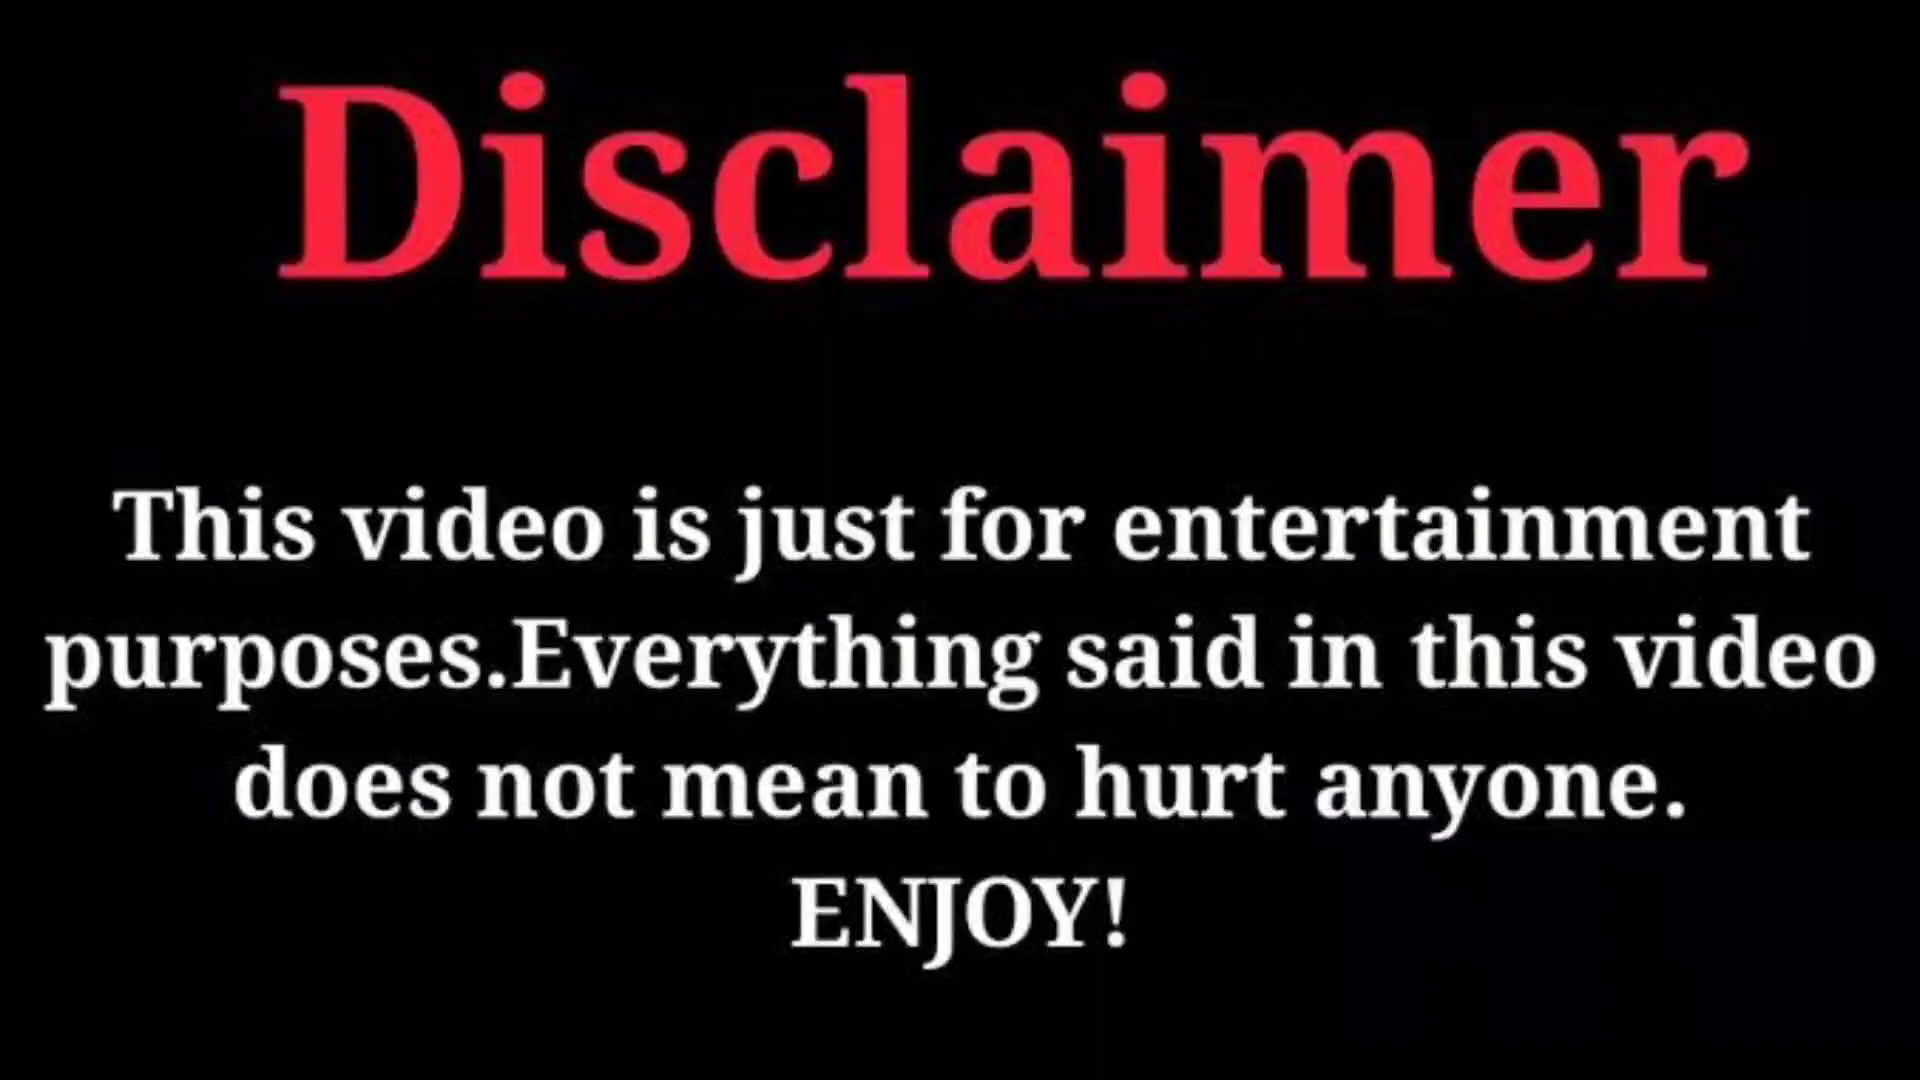 Disclaimer
This video is just for entertainment
purposes.Everything said in this video
does not mean to hurt anyone.
ENJOY!